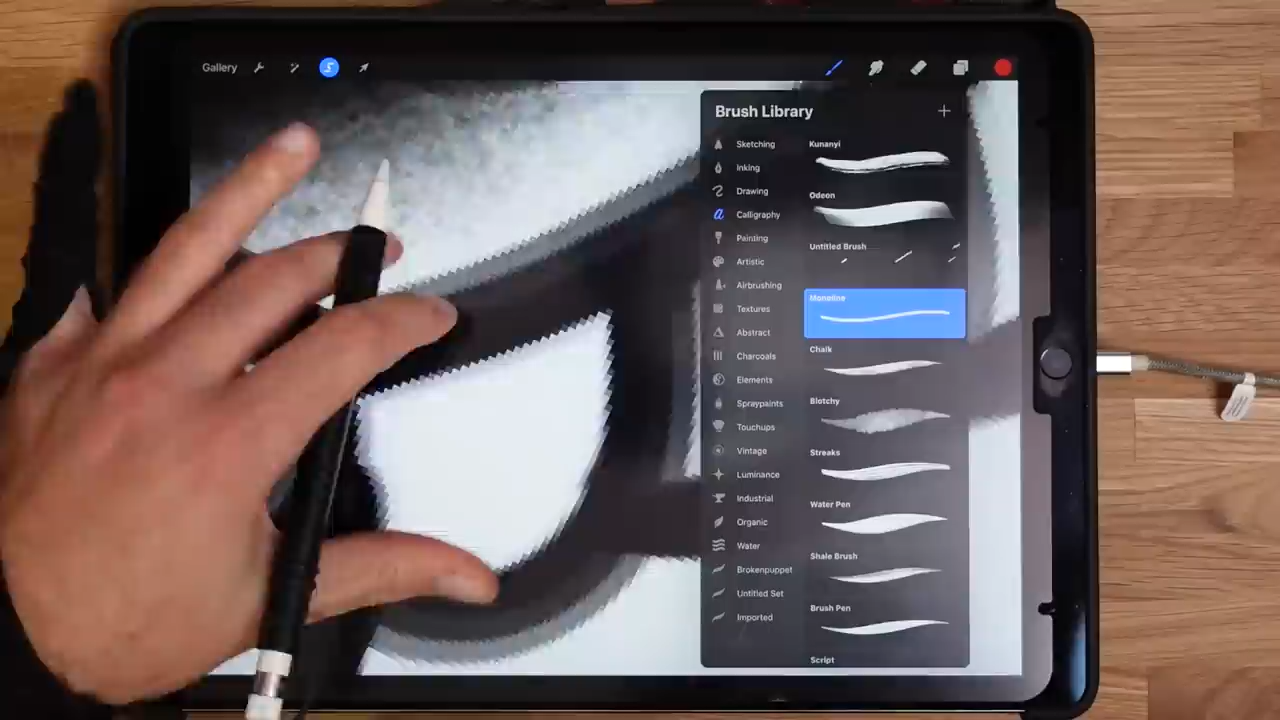 Gallery
Brush Library
Sketching
Inking
Drawing
Calligraphy
Painting
Artistic
Airbrushing
Textures
Abstract
Charcoals
Elements
Spraypaints
Touchups
Vintage
Luminance
Industrial
Organic
Water
Brokenpuppet
Untitled Set
Imported
Kunanyi
Odeon
Untitled Brush
Monoline
Chalk
Blotchy
Streaks
Water Pen
Shale Brush
Brush Pen
Script